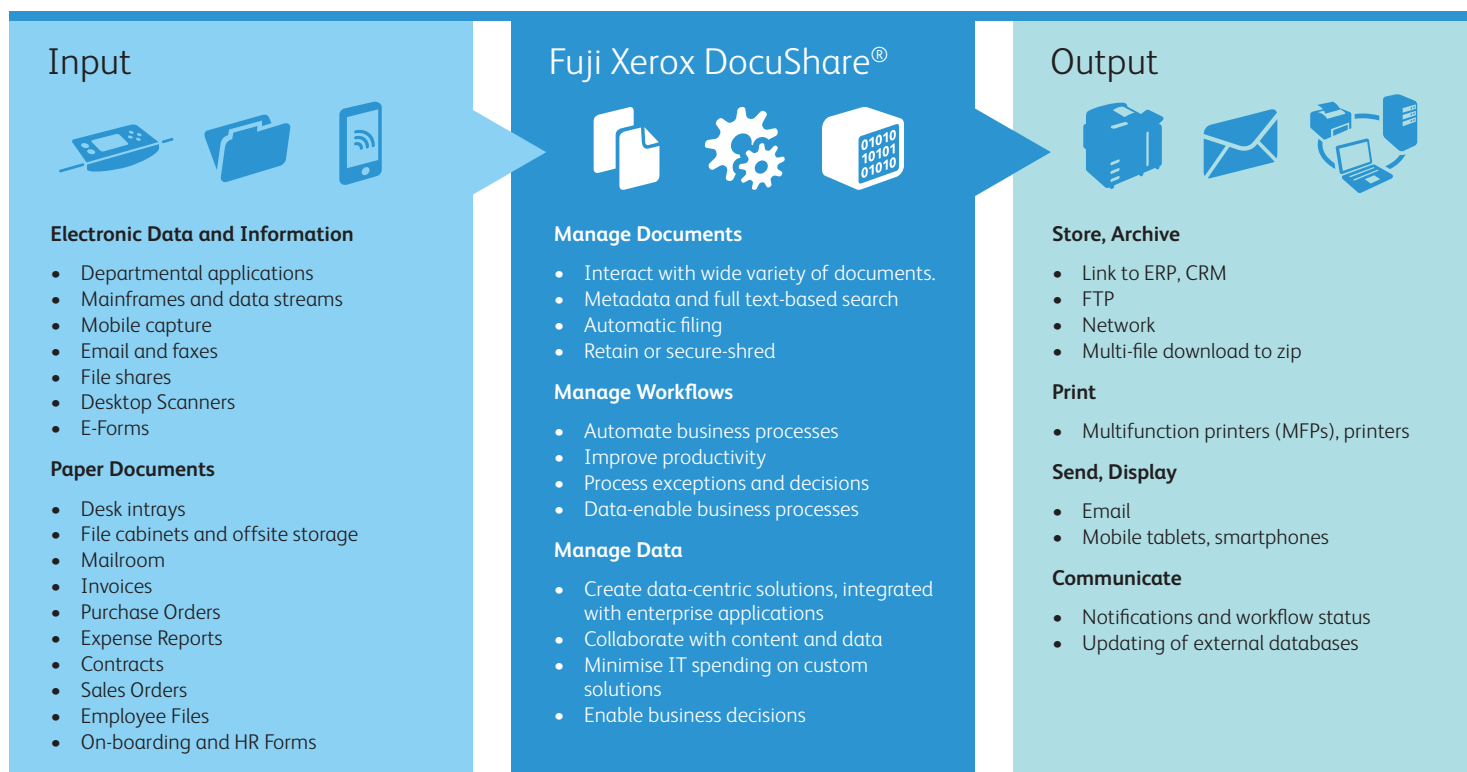 Input
Electronic Data and Information
• Departmental applications
• Mainframes and data streams
• Mobile capture
• Email and faxes
• File shares
• Desktop Scanners
• E-Forms
Paper Documents
• Desk intrays
• File cabinets and offsite storage
• Mailroom
• Invoices
• Purchase Orders
• Expense Reports
• Contracts
• Sales Orders
• Employee Files
• On-boarding and HR Forms
Fuji Xerox DocuShare®
01010
10101
01010
Manage Documents
• Interact with wide variety of documents.
• Metadata and full text-based search
• Automatic filing
• Retain or secure-shred
Manage Workflows
• Automate business processes
• Improve productivity
• Process exceptions and decisions
• Data-enable business processes
Manage Data
• Create data-centric solutions, integrated
with enterprise applications
• Collaborate with content and data
• Minimise IT spending on custom
solutions
• Enable business decisions
Output
Store, Archive
• Link to ERP, CRM
• FTP
• Network
• Multi-file download to zip
Print
• Multifunction printers (MFPs), printers
Send, Display
• Email
• Mobile tablets, smartphones
Communicate
• Notifications and workflow status
• Updating of external databases